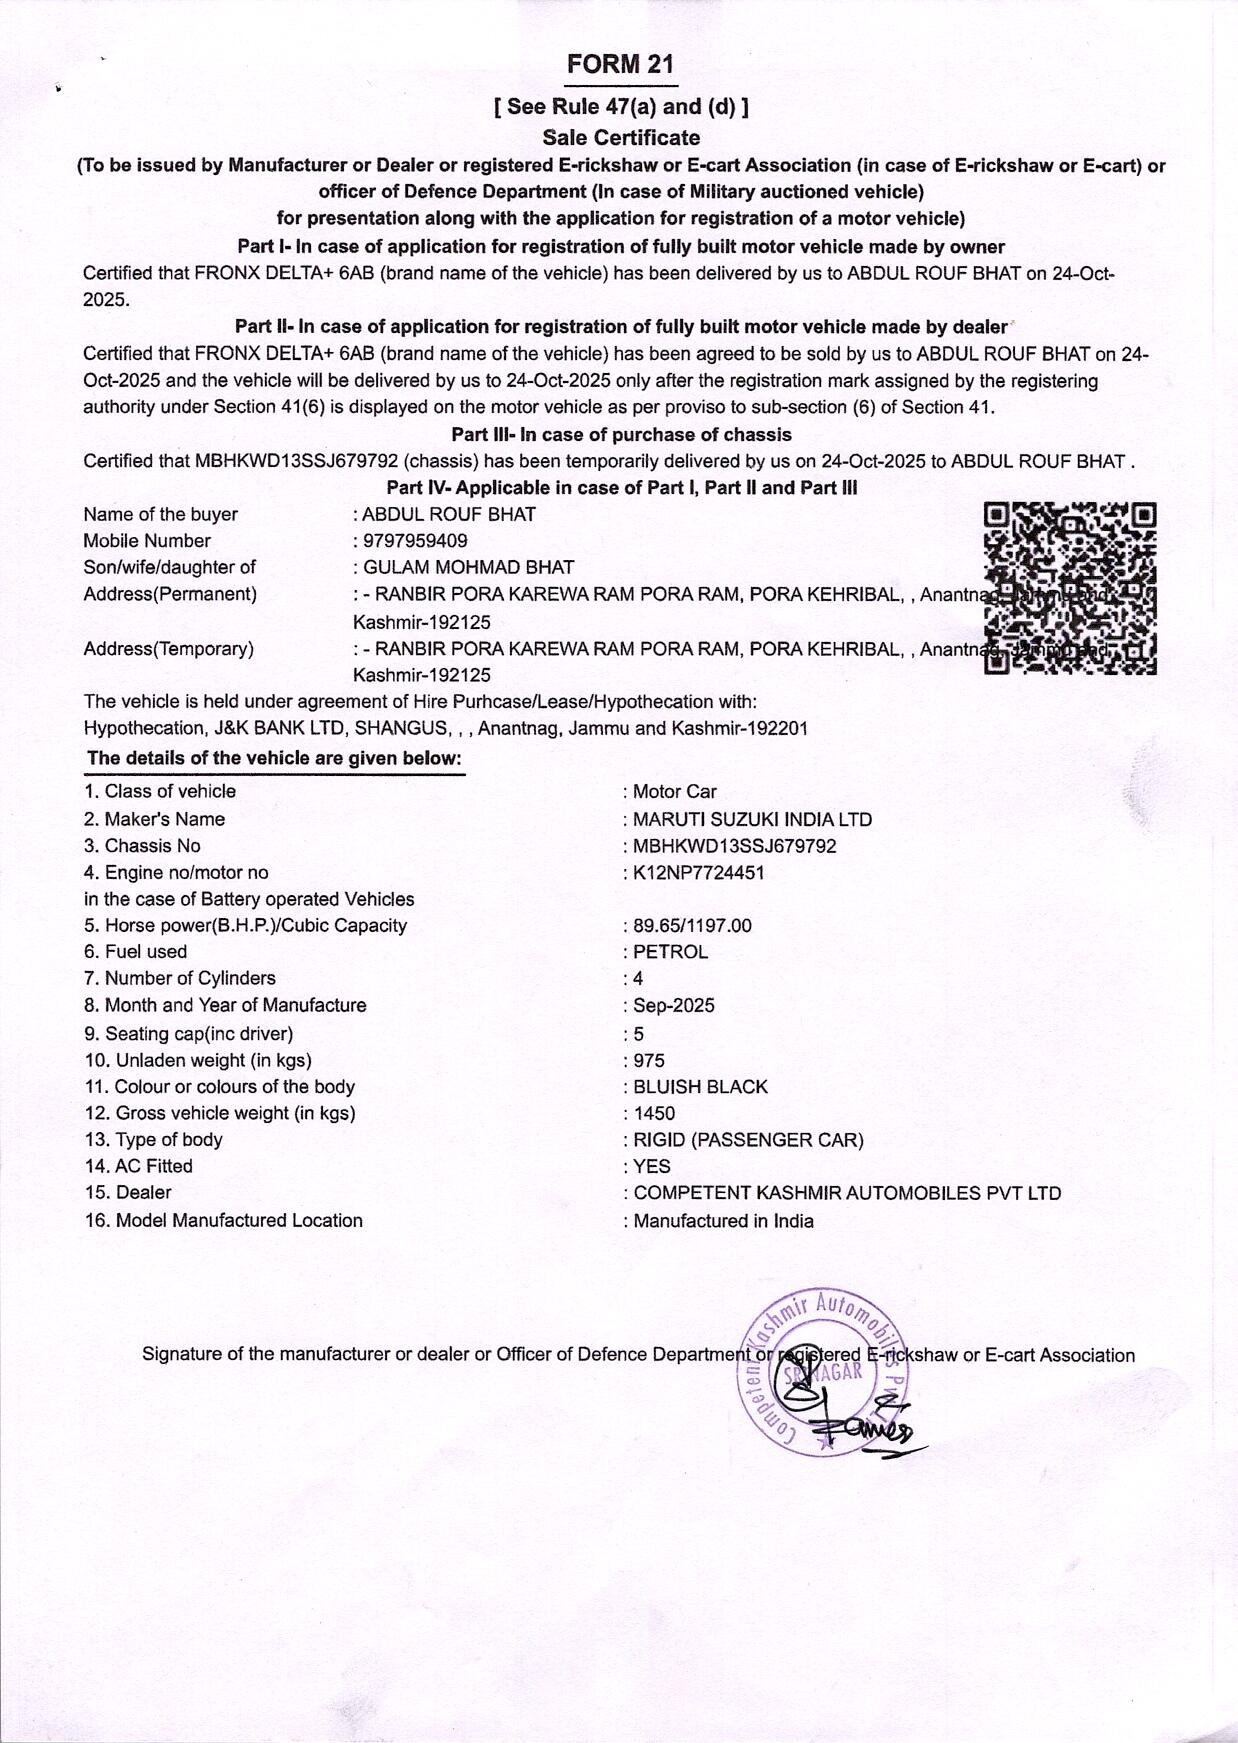 FORM 21
[ See Rule 47(a) and (d) ]
Sale Certificate
(To be issued by Manufacturer or Dealer or registered E-rickshaw or E-cart Association (in case of E-rickshaw or E-cart) or
officer of Defence Department (In case of Military auctioned vehicle)
for presentation along with the application for registration of a motor vehicle)
Part I- In case of application for registration of fully built motor vehicle made by owner
Certified that FRONX DELTA+ 6AB (brand name of the vehicle) has been delivered by us to ABDUL ROUF BHAT on 24-Oct-
2025.
Part II- In case of application for registration of fully built motor vehicle made by dealer
Certified that FRONX DELTA+ 6AB (brand name of the vehicle) has been agreed to be sold by us to ABDUL ROUF BHAT on 24-
Oct-2025 and the vehicle will be delivered by us to 24-Oct-2025 only after the registration mark assigned by the registering
authority under Section 41(6) is displayed on the motor vehicle as per proviso to sub-section (6) of Section 41.
Part III- In case of purchase of chassis
Certified that MBHKWD13SSJ679792 (chassis) has been temporarily delivered by us on 24-Oct-2025 to ABDUL ROUF BHAT .
Part IV- Applicable in case of Part I, Part II and Part III
Name of the buyer : ABDUL ROUF BHAT
Mobile Number : 9797959409
Son/wife/daughter of : GULAM MOHMAD BHAT
Address(Permanent) : - RANBIR PORA KAREWA RAM PORA RAM, PORA KEHRIBAL, , Anantnag, Jammu and
Kashmir-192125
Address(Temporary) : - RANBIR PORA KAREWA RAM PORA RAM, PORA KEHRIBAL, , Anantnag, Jammu and
Kashmir-192125
The vehicle is held under agreement of Hire Purhcase/Lease/Hypothecation with:
Hypothecation, J&K BANK LTD, SHANGUS, , , Anantnag, Jammu and Kashmir-192201
The details of the vehicle are given below:
1. Class of vehicle : Motor Car
2. Maker's Name : MARUTI SUZUKI INDIA LTD
3. Chassis No : MBHKWD13SSJ679792
4. Engine no/motor no : K12NP7724451
in the case of Battery operated Vehicles
5. Horse power(B.H.P.)/Cubic Capacity : 89.65/1197.00
6. Fuel used : PETROL
7. Number of Cylinders : 4
8. Month and Year of Manufacture : Sep-2025
9. Seating cap(inc driver) : 5
10. Unladen weight (in kgs) : 975
11. Colour or colours of the body : BLUISH BLACK
12. Gross vehicle weight (in kgs) : 1450
13. Type of body : RIGID (PASSENGER CAR)
14. AC Fitted : YES
15. Dealer : COMPETENT KASHMIR AUTOMOBILES PVT LTD
16. Model Manufactured Location : Manufactured in India
Signature of the manufacturer or dealer or Officer of Defence Department or registered E-rickshaw or E-cart Association
Competent Kashmir Automobiles Pvt
SRINAGAR